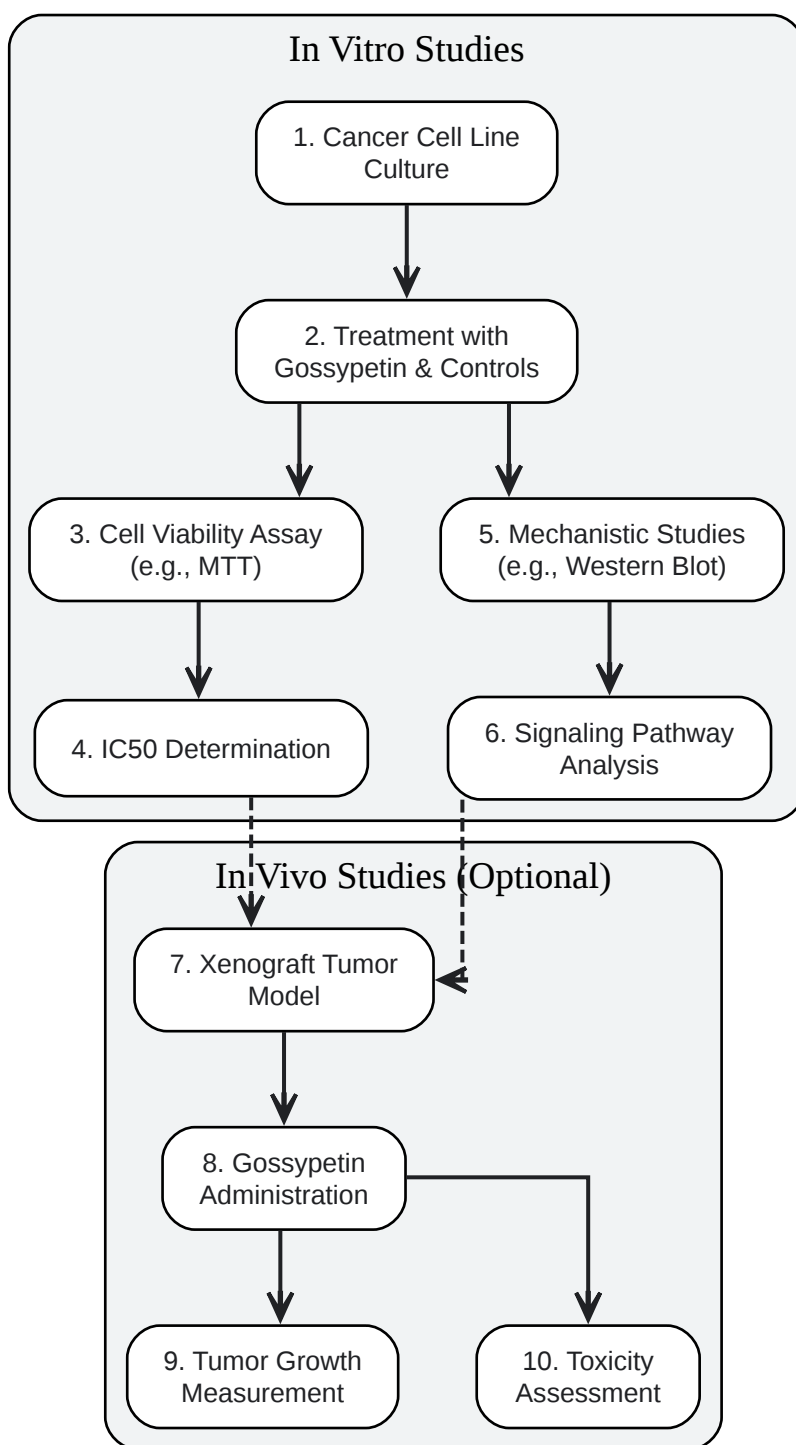 In Vitro Studies
1. Cancer Cell Line
Culture
2. Treatment with
Gossypetin & Controls
3. Cell Viability Assay
(e.g., MTT)
5. Mechanistic Studies
(e.g., Western Blot)
4. IC50 Determination
6. Signaling Pathway
Analysis
In Vivo Studies (Optional)
7. Xenograft Tumor
Model
8. Gossypetin
Administration
9. Tumor Growth
Measurement
10. Toxicity
Assessment